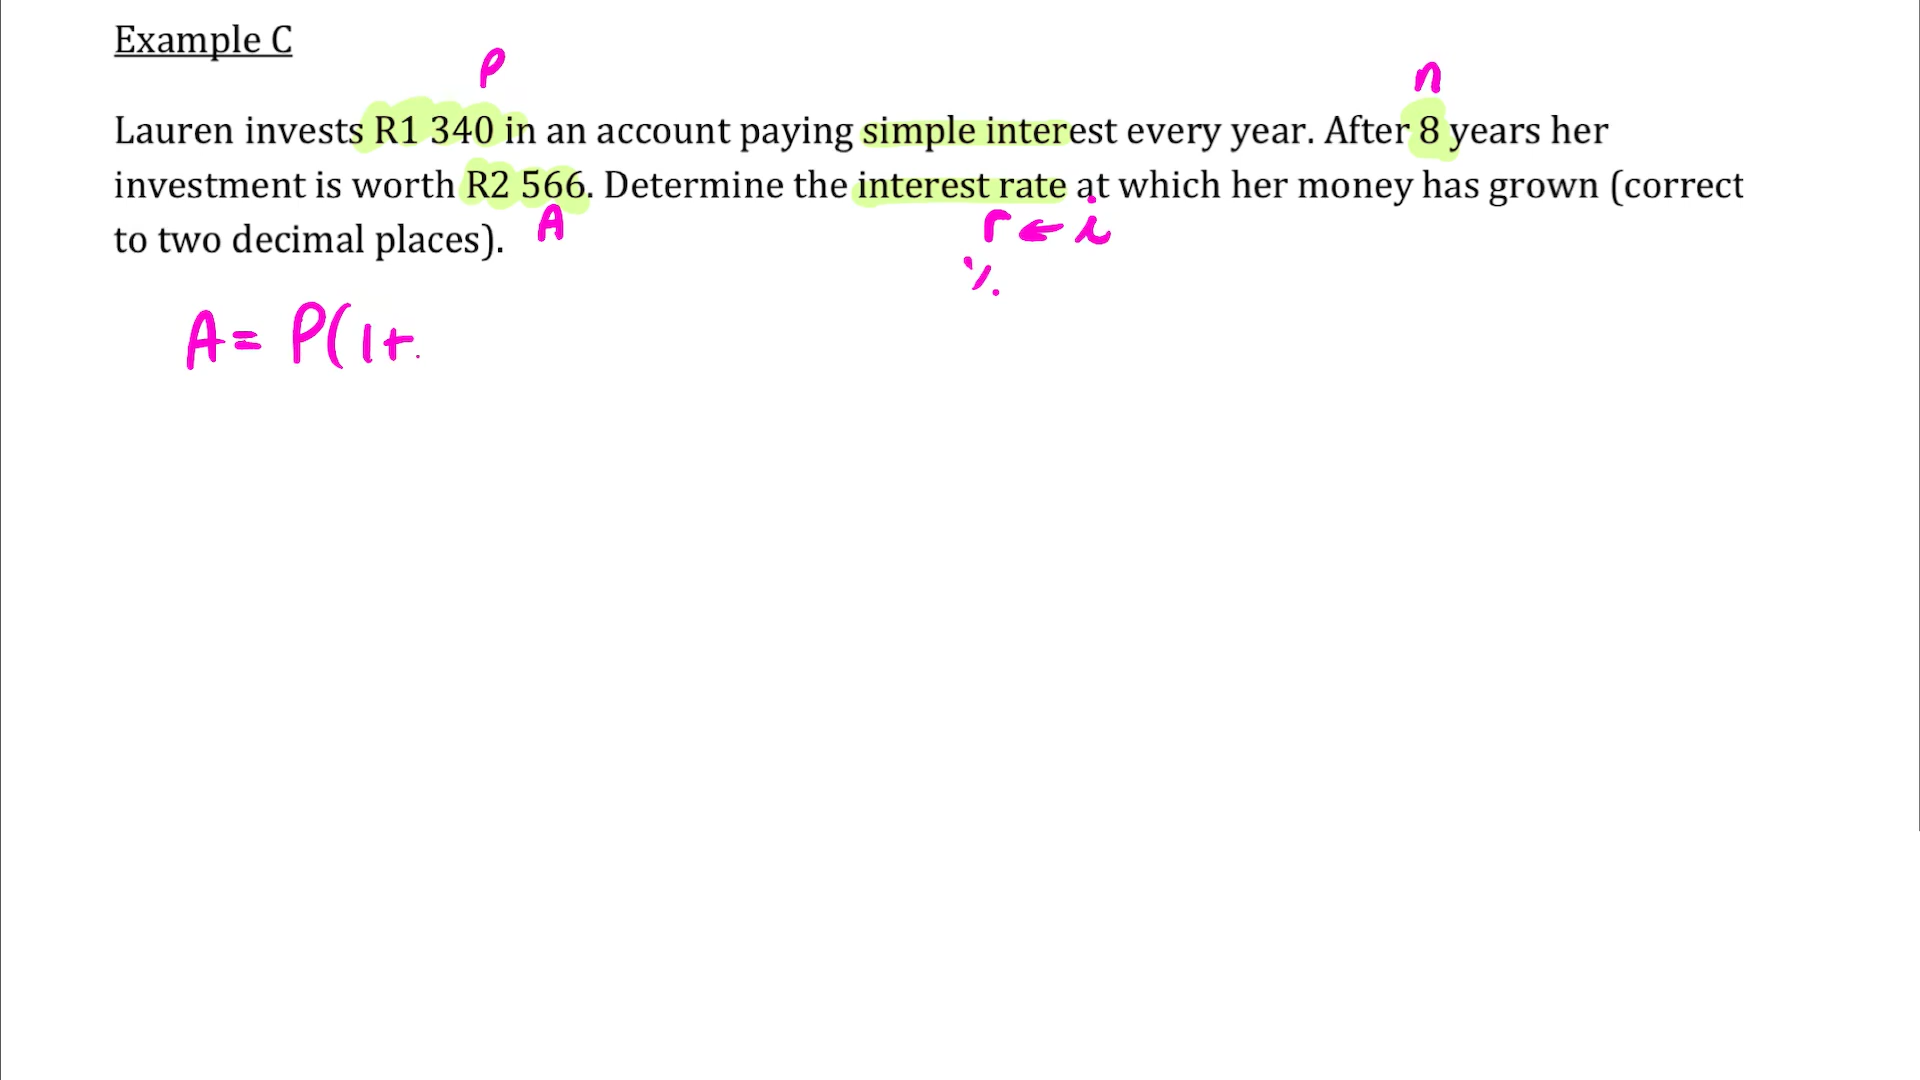 Example C
P n
Lauren invests R1 340 in an account paying simple interest every year. After 8 years her
investment is worth R2 566. Determine the interest rate at which her money has grown (correct
A r ← i
to two decimal places).
%
A = P(1+